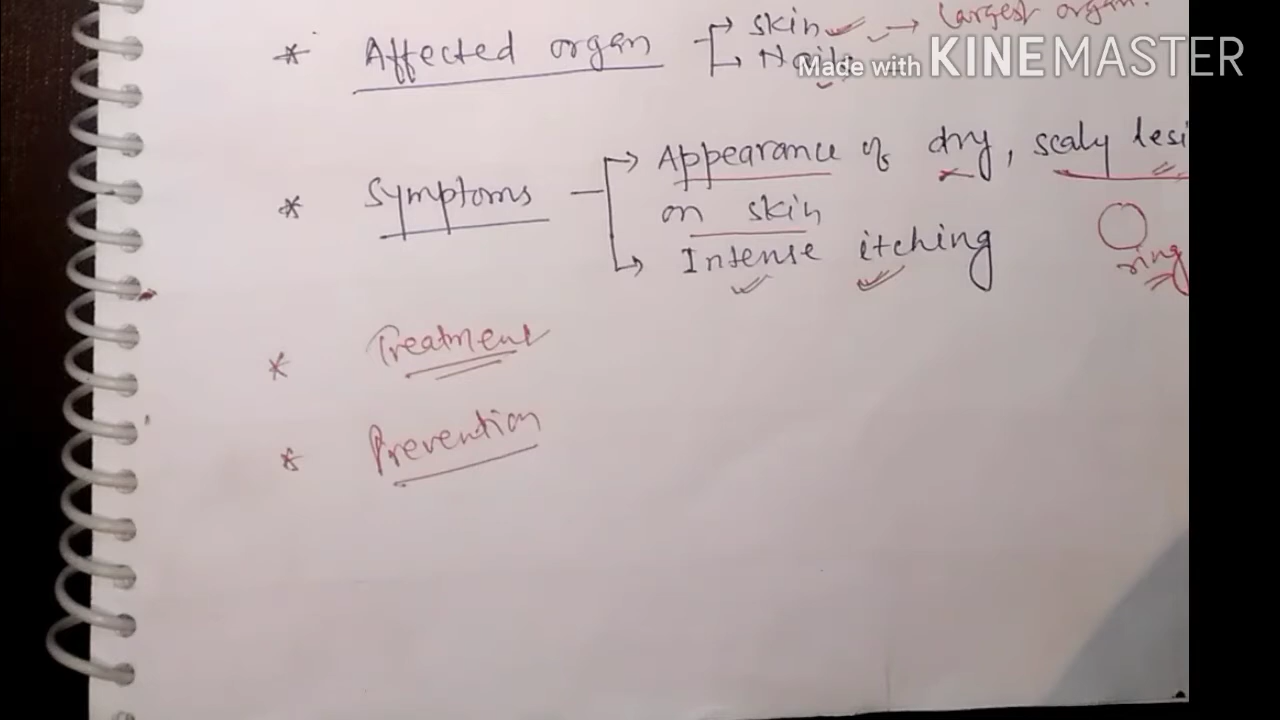 * Affected organ → skin → Largest organ.
→ Nails
Made with KINEMASTER
* Symptoms → Appearance of dry, scaly lesi
on skin
→ Intense itching
ring
* Treatment
* Prevention